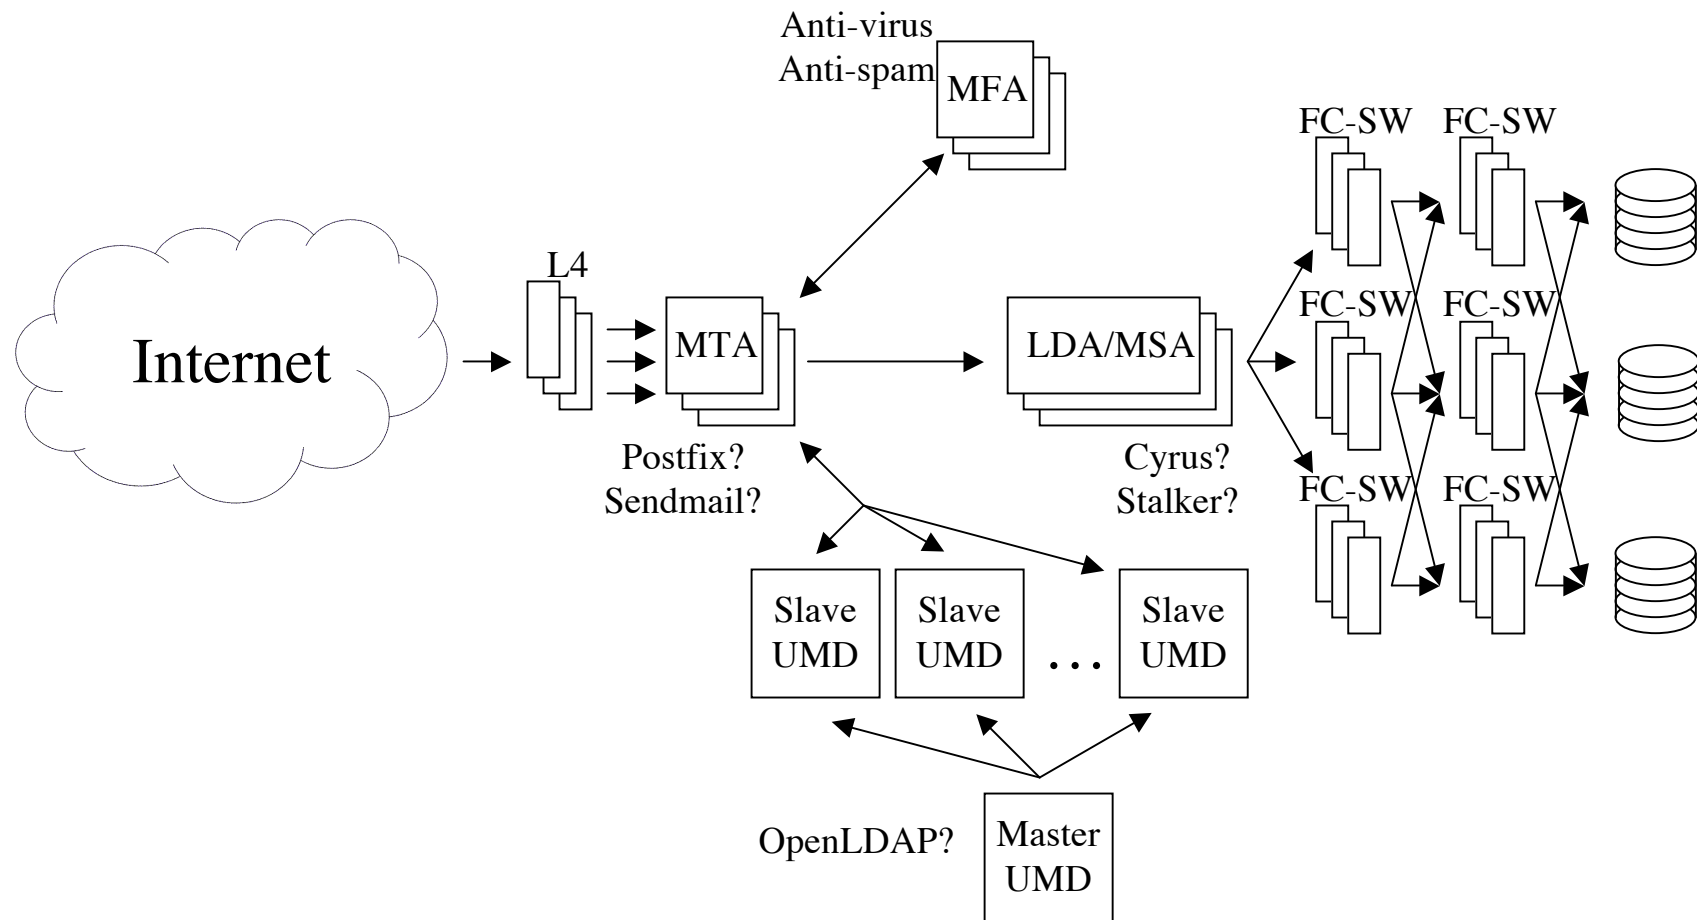 Anti-virus
Anti-spam
MFA
FC-SW FC-SW
L4
Internet
MTA
LDA/MSA
FC-SW FC-SW
Postfix?
Sendmail?
Cyrus?
Stalker?
FC-SW FC-SW
Slave
UMD
Slave
UMD
...
Slave
UMD
OpenLDAP?
Master
UMD